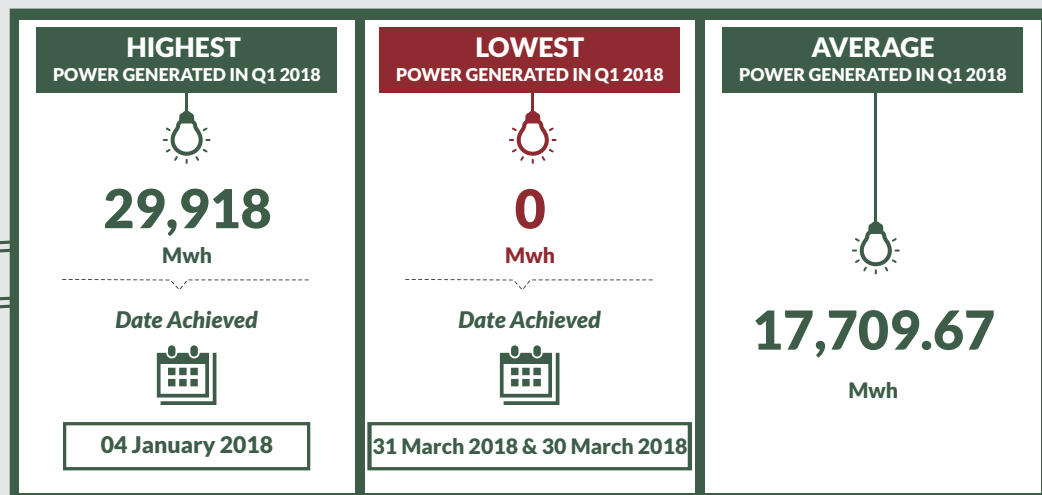 HIGHEST
POWER GENERATED IN Q1 2018
29,918
Mwh
Date Achieved
04 January 2018
LOWEST
POWER GENERATED IN Q1 2018
0
Mwh
Date Achieved
31 March 2018 & 30 March 2018
AVERAGE
POWER GENERATED IN Q1 2018
17,709.67
Mwh